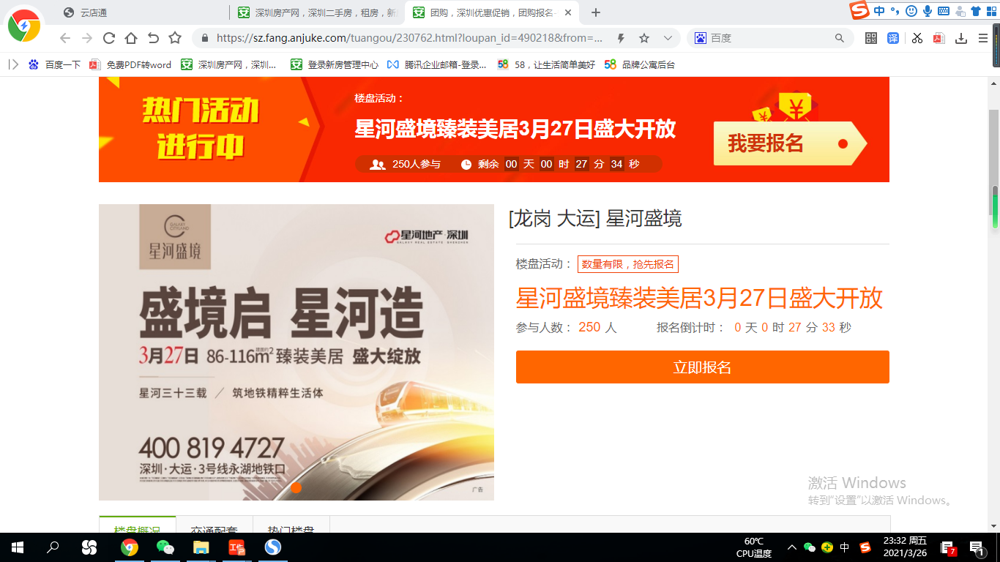 云店通
深圳房产网，深圳二手房，租房，新
团购，深圳优惠促销，团购报名-
https://sz.fang.anjuke.com/tuangou/230762.html?loupan_id=490218&from=...
百度
中
译
百度一下
免费PDF转word
深圳房产网，深圳...
登录新房管理中心
腾讯企业邮箱-登录...
58，让生活简单美好
品牌公寓后台
热门活动
进行中
楼盘活动：
星河盛境臻装美居3月27日盛大开放
250人参与
剩余 00 天 00 时 27 分 34 秒
我要报名
GALAXY
CITYLAND
星河盛境
星河地产·深圳
GALAXY REAL ESTATE SHENZHEN
盛境启 星河造
3月27日 86-116m²臻装美居 盛大绽放
星河三十三载 ／ 筑地铁精粹生活体
400 819 4727
深圳·大运·3号线永湖地铁口
广告
[龙岗 大运] 星河盛境
楼盘活动： 数量有限，抢先报名
星河盛境臻装美居3月27日盛大开放
参与人数： 250 人 报名倒计时： 0 天 0 时 27 分 33 秒
立即报名
激活 Windows
转到"设置"以激活 Windows。
楼盘概况
交通配套
热门楼盘
60℃
CPU温度
中
23:32 周五
2021/3/26
7
1